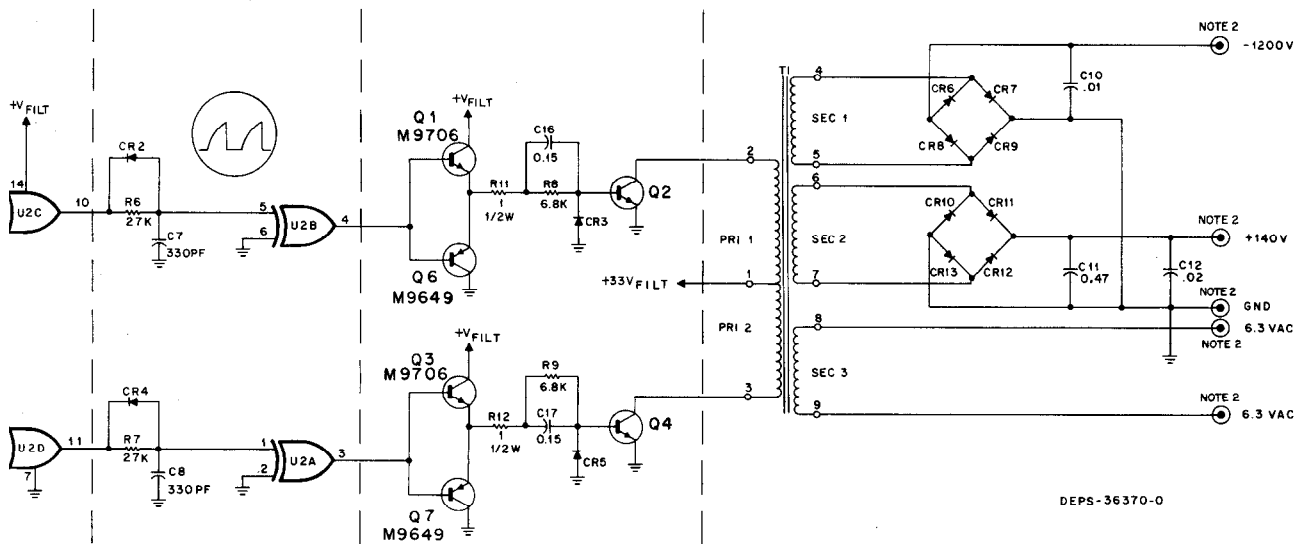 +VFILT
14
U2C
10
CR2
R6
27K
C7
330PF
5
6
U2B
4
+VFILT
Q1
M9706
Q6
M9649
R11
1
1/2W
C16
0.15
R8
6.8K
CR3
Q2
U2D
7
11
CR4
R7
27K
C8
330PF
1
2
U2A
3
+VFILT
Q3
M9706
Q7
M9649
R12
1
1/2W
R9
6.8K
C17
0.15
CR5
Q4
T1
2
PRI 1
1
+33VFILT
PRI 2
3
4
SEC 1
5
6
SEC 2
7
8
SEC 3
9
CR6
CR7
CR8
CR9
C10
.01
CR10
CR11
CR13
CR12
C11
0.47
C12
.02
NOTE 2
-1200V
NOTE 2
+140V
NOTE 2
GND
6.3 VAC
NOTE 2
NOTE 2
6.3 VAC
DEPS-36370-0